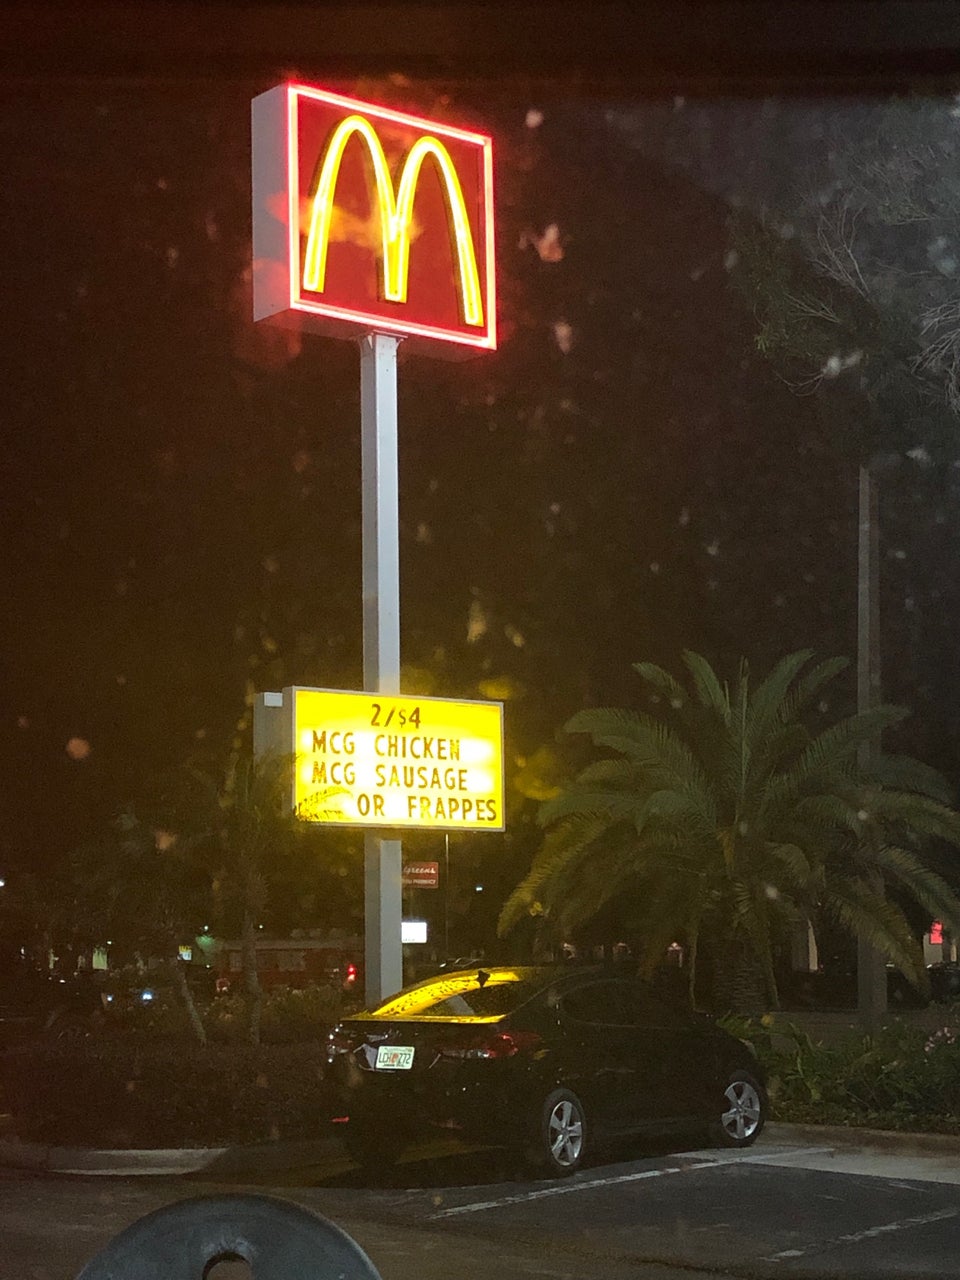 2/$4
MCG CHICKEN
MCG SAUSAGE
OR FRAPPES